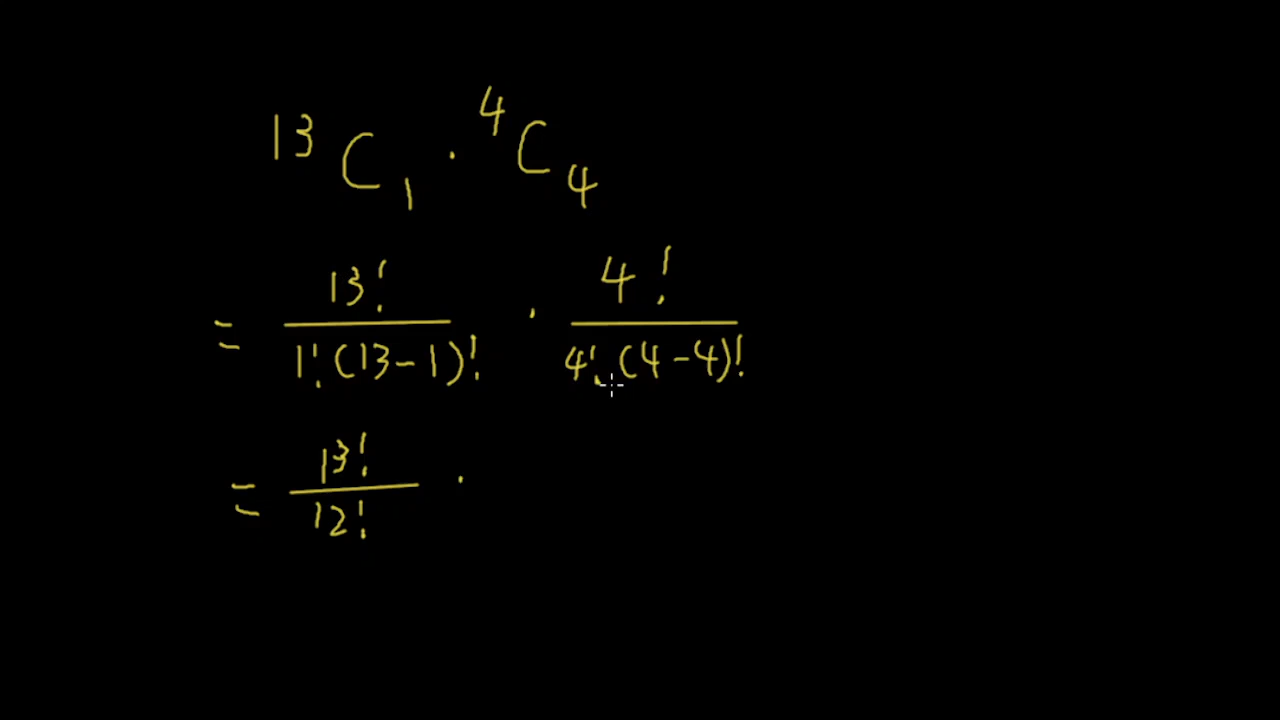 ¹³C₁ · ⁴C₄
= 13!/1!(13-1)! · 4!/4!(4-4)!
= 13!/12! ·